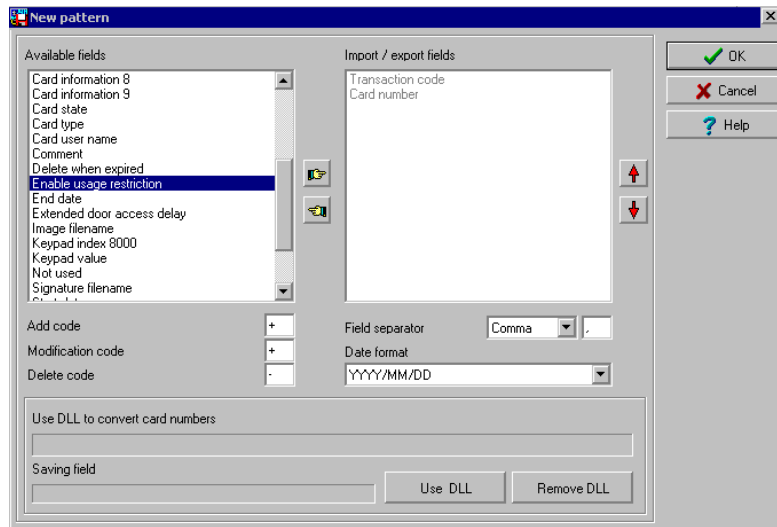 New pattern
Available fields
Card information 8
Card information 9
Card state
Card type
Card user name
Comment
Delete when expired
Enable usage restriction
End date
Extended door access delay
Image filename
Keypad index 8000
Keypad value
Not used
Signature filename
Import / export fields
Transaction code
Card number
OK
Cancel
Help
Add code +
Modification code +
Delete code -
Field separator Comma ,
Date format
YYYY/MM/DD
Use DLL to convert card numbers
Saving field
Use DLL
Remove DLL